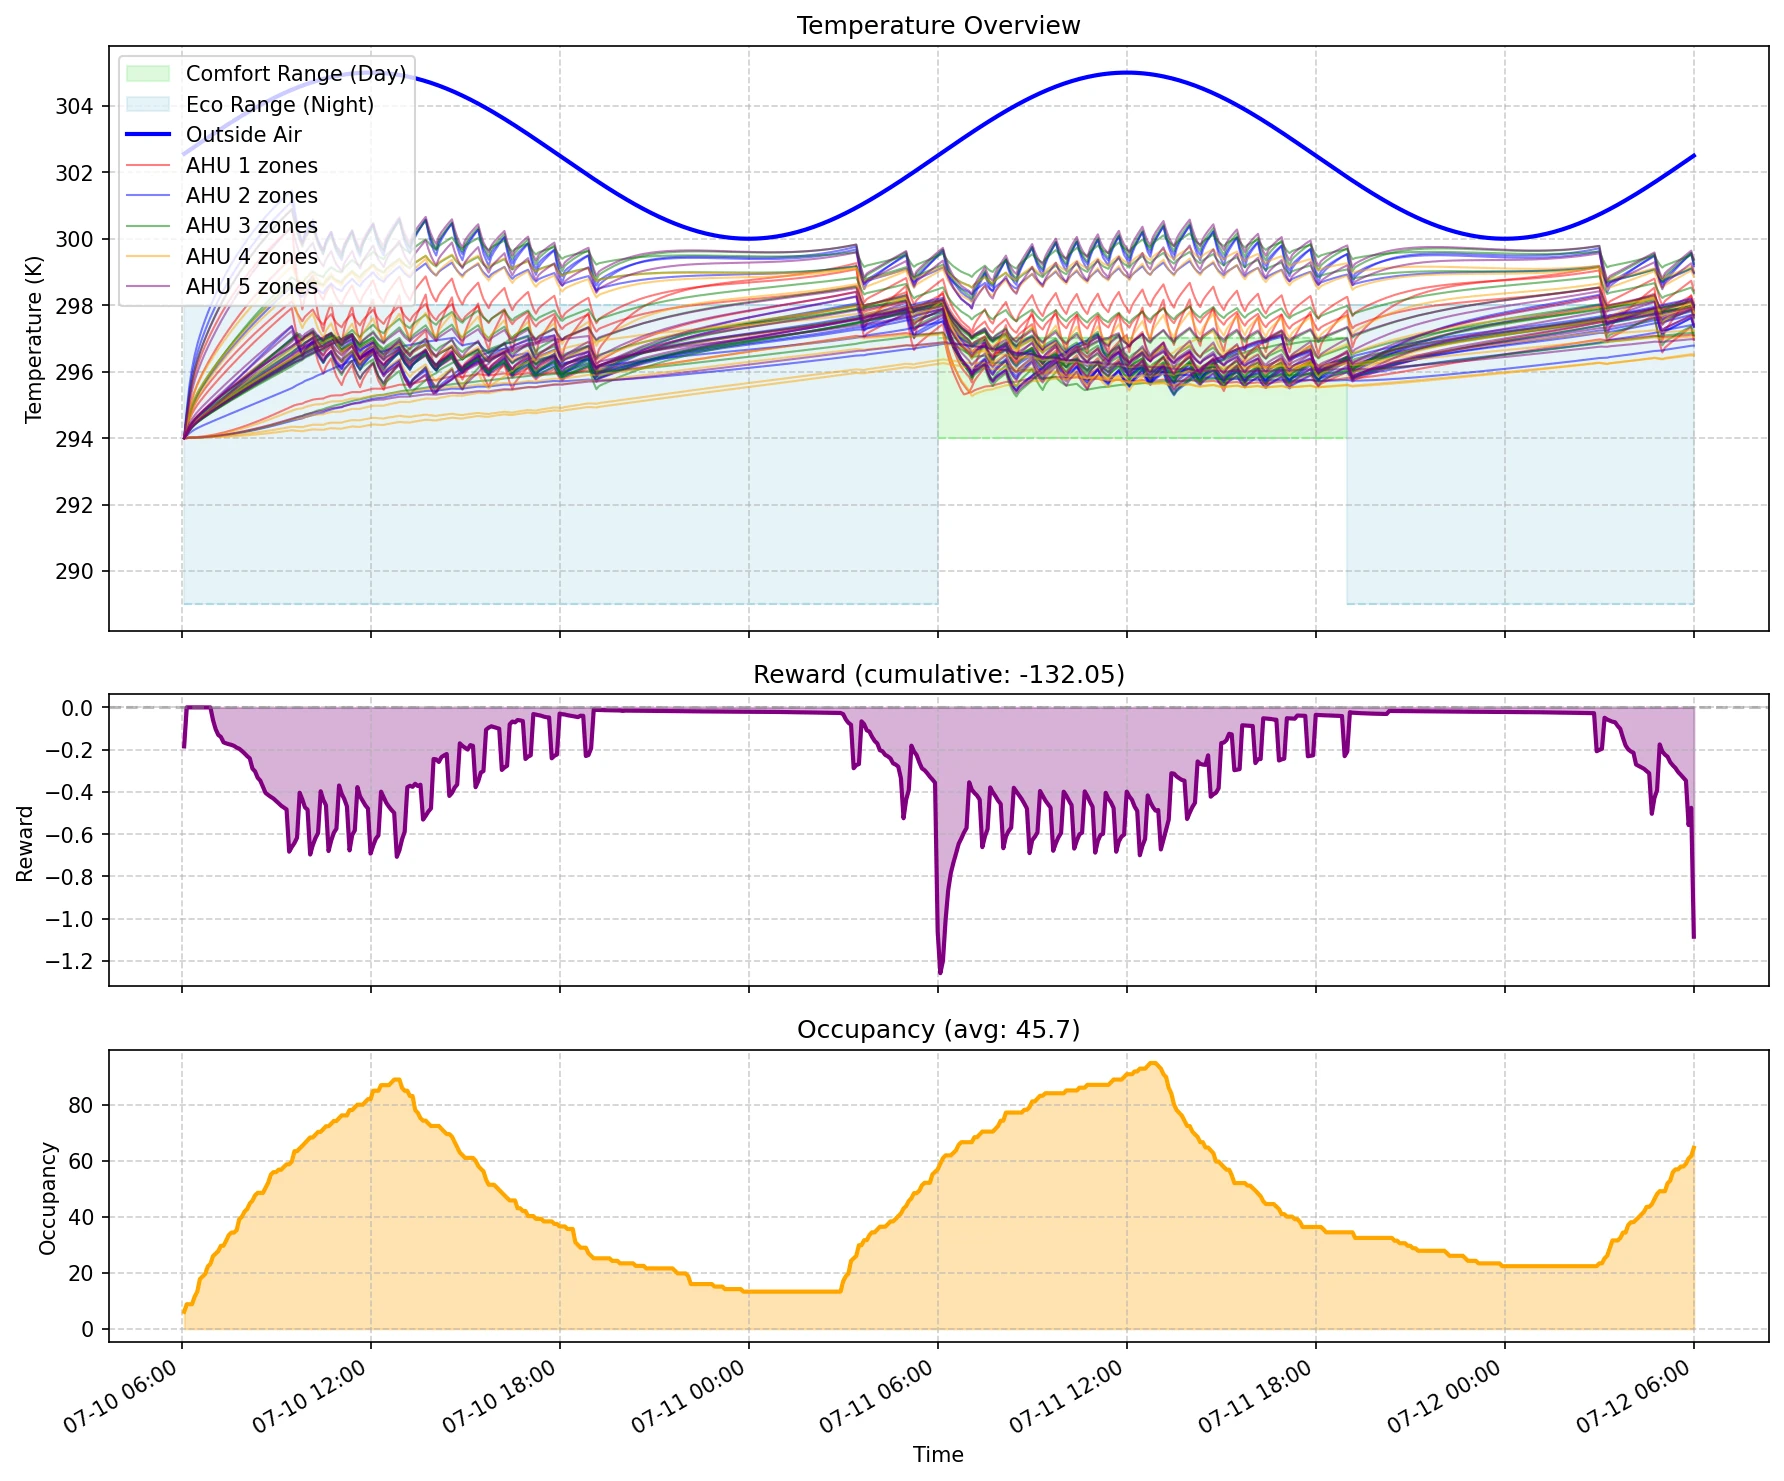 Temperature Overview
Comfort Range (Day)
Eco Range (Night)
Outside Air
AHU 1 zones
AHU 2 zones
AHU 3 zones
AHU 4 zones
AHU 5 zones
Temperature (K)
304
302
300
298
296
294
292
290
Reward (cumulative: -132.05)
Reward
0.0
−0.2
−0.4
−0.6
−0.8
−1.0
−1.2
Occupancy (avg: 45.7)
Occupancy
80
60
40
20
0
07-10 06:00
07-10 12:00
07-10 18:00
07-11 00:00
07-11 06:00
07-11 12:00
07-11 18:00
07-12 00:00
07-12 06:00
Time